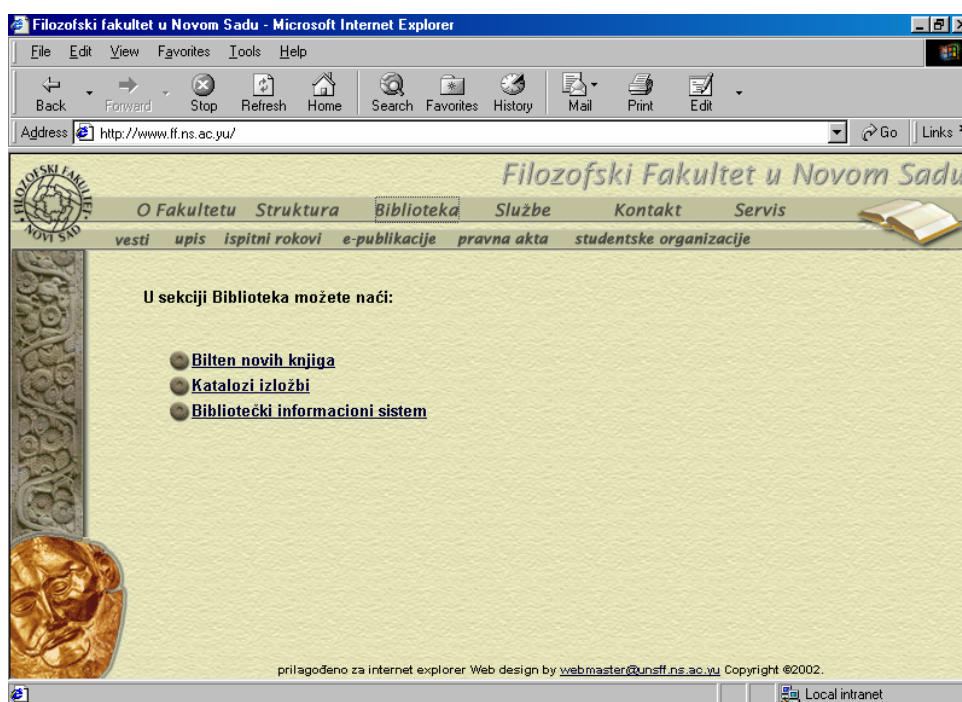 Filozofski fakultet u Novom Sadu - Microsoft Internet Explorer
File Edit View Favorites Tools Help
Back Forward Stop Refresh Home Search Favorites History Mail Print Edit
Address http://www.ff.ns.ac.yu/ Go Links
FILOZOFSKI FAKULTET NOVI SAD
Filozofski Fakultet u Novom Sadu
O Fakultetu Struktura Biblioteka Službe Kontakt Servis
vesti upis ispitni rokovi e-publikacije pravna akta studentske organizacije
U sekciji Biblioteka možete naći:
Bilten novih knjiga
Katalozi izložbi
Bibliotečki informacioni sistem
prilagođeno za internet explorer Web design by webmaster@unsff.ns.ac.yu Copyright ©2002.
Local intranet